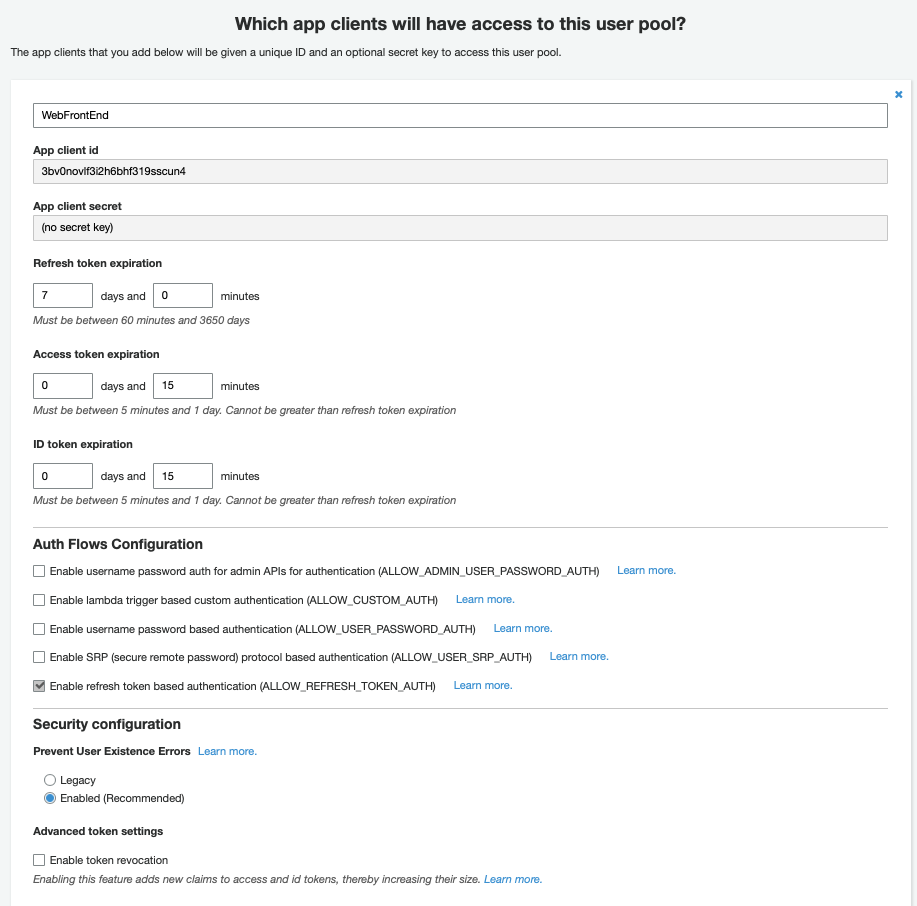 Which app clients will have access to this user pool?
The app clients that you add below will be given a unique ID and an optional secret key to access this user pool.
WebFrontEnd
App client id
3bv0novlf3i2h6bhf319sscun4
App client secret
(no secret key)
Refresh token expiration
7 days and 0 minutes
Must be between 60 minutes and 3650 days
Access token expiration
0 days and 15 minutes
Must be between 5 minutes and 1 day. Cannot be greater than refresh token expiration
ID token expiration
0 days and 15 minutes
Must be between 5 minutes and 1 day. Cannot be greater than refresh token expiration
Auth Flows Configuration
Enable username password auth for admin APIs for authentication (ALLOW_ADMIN_USER_PASSWORD_AUTH) Learn more.
Enable lambda trigger based custom authentication (ALLOW_CUSTOM_AUTH) Learn more.
Enable username password based authentication (ALLOW_USER_PASSWORD_AUTH) Learn more.
Enable SRP (secure remote password) protocol based authentication (ALLOW_USER_SRP_AUTH) Learn more.
Enable refresh token based authentication (ALLOW_REFRESH_TOKEN_AUTH) Learn more.
Security configuration
Prevent User Existence Errors Learn more.
Legacy
Enabled (Recommended)
Advanced token settings
Enable token revocation
Enabling this feature adds new claims to access and id tokens, thereby increasing their size. Learn more.